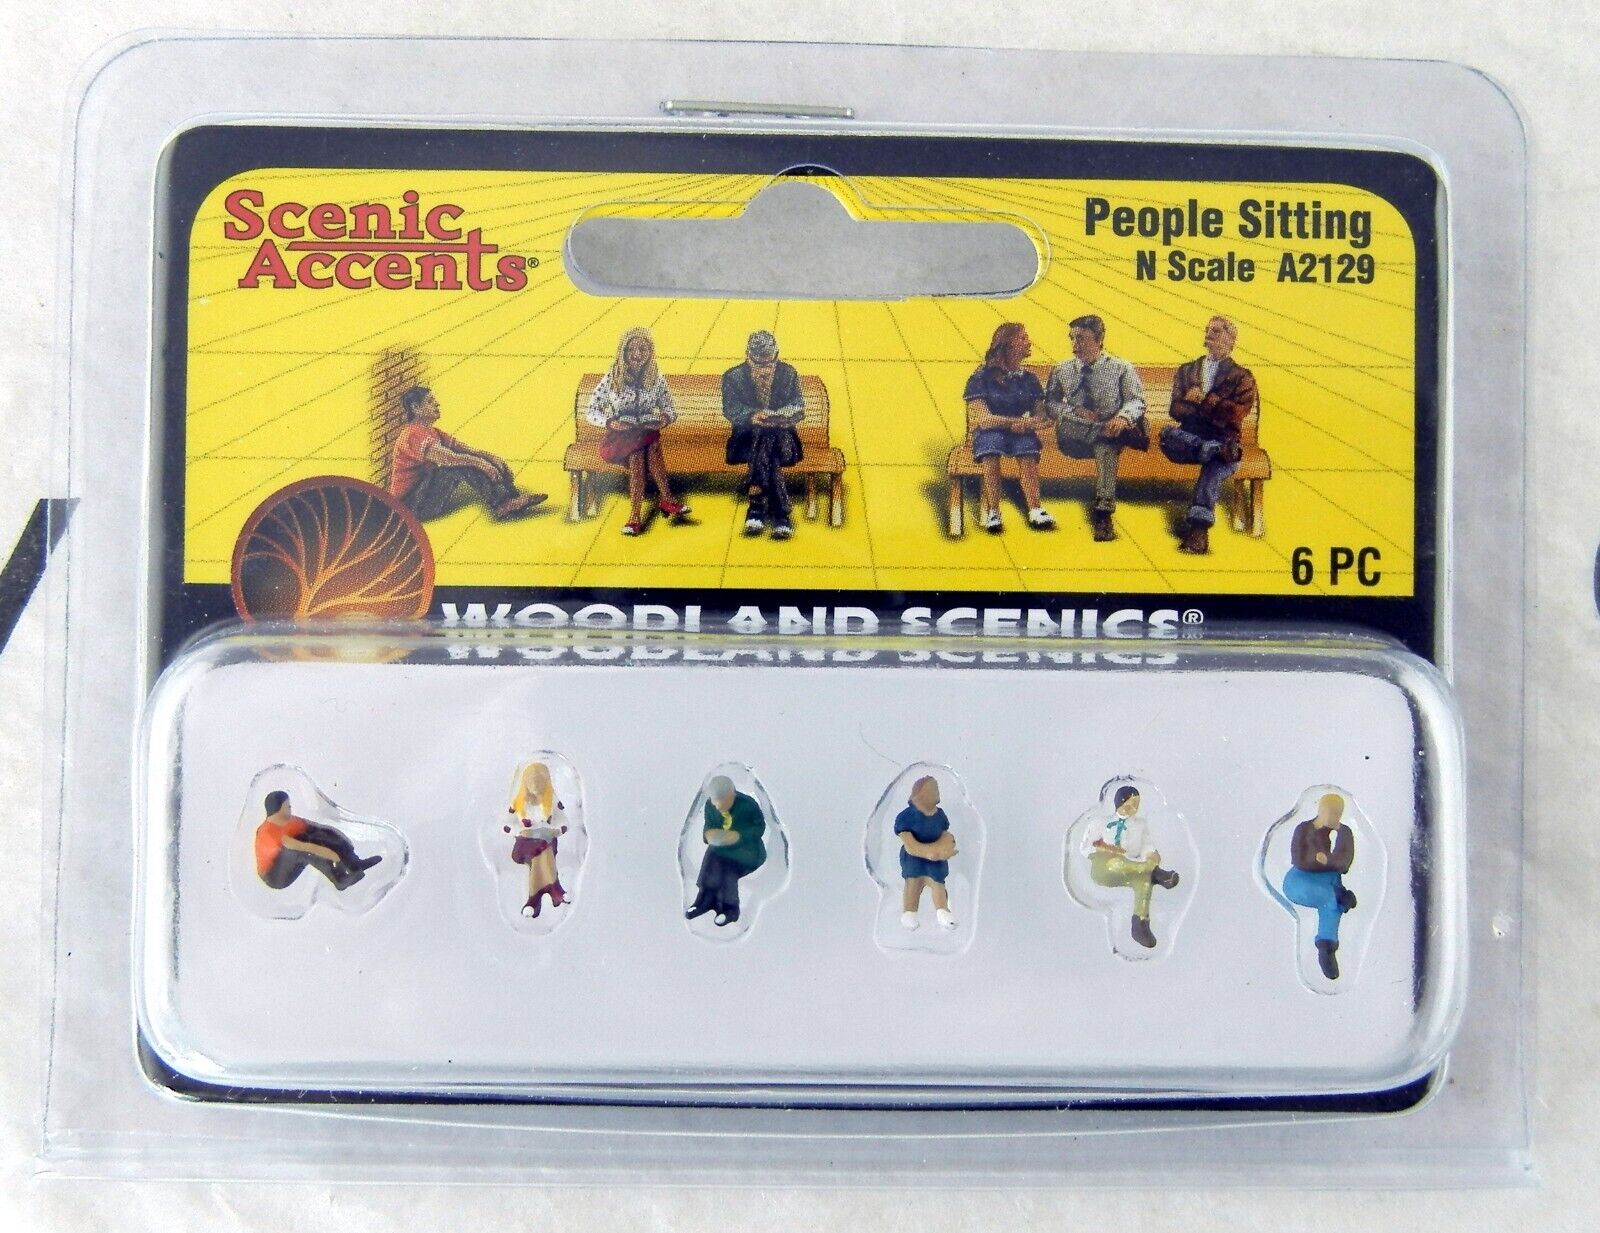 Scenic
Accents®
People Sitting
N Scale A2129
6 PC
WOODLAND SCENICS®